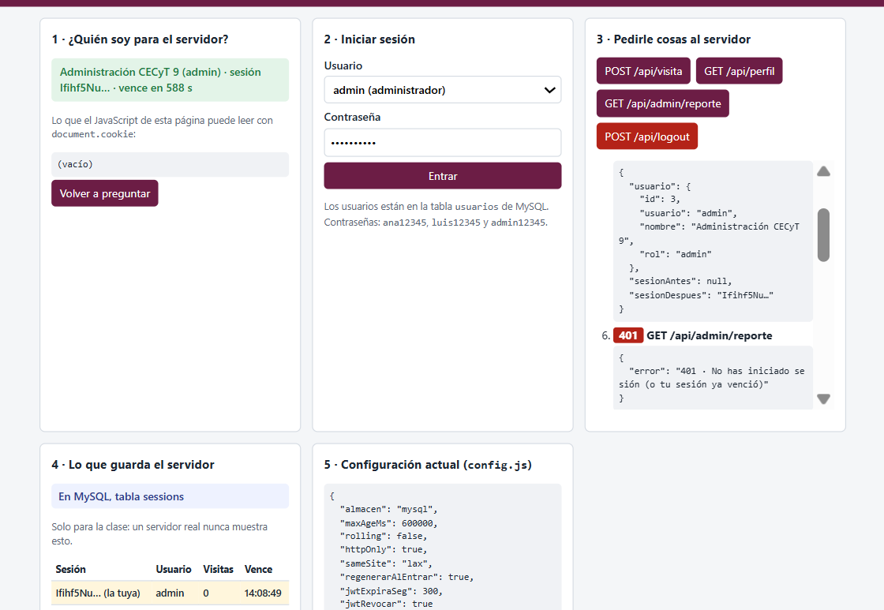 1 · ¿Quién soy para el servidor?
Administración CECyT 9 (admin) · sesión
Ifihf5Nu... · vence en 588 s
Lo que el JavaScript de esta página puede leer con
document.cookie:
(vacío)
Volver a preguntar
2 · Iniciar sesión
Usuario
admin (administrador)
Contraseña
••••••••••
Entrar
Los usuarios están en la tabla usuarios de MySQL.
Contraseñas: ana12345, luis12345 y admin12345.
3 · Pedirle cosas al servidor
POST /api/visita
GET /api/perfil
GET /api/admin/reporte
POST /api/logout
{
"usuario": {
"id": 3,
"usuario": "admin",
"nombre": "Administración CECyT
9",
"rol": "admin"
},
"sesionAntes": null,
"sesionDespues": "Ifihf5Nu…"
}
6. 401 GET /api/admin/reporte
{
"error": "401 · No has iniciado se
sión (o tu sesión ya venció)"
}
4 · Lo que guarda el servidor
En MySQL, tabla sessions
Solo para la clase: un servidor real nunca muestra
esto.
Sesión Usuario Visitas Vence
Ifihf5Nu... (la tuya) admin 0 14:08:49
5 · Configuración actual (config.js)
{
"almacen": "mysql",
"maxAgeMs": 600000,
"rolling": false,
"httpOnly": true,
"sameSite": "lax",
"regenerarAlEntrar": true,
"jwtExpiraSeg": 300,
"jwtRevocar": true